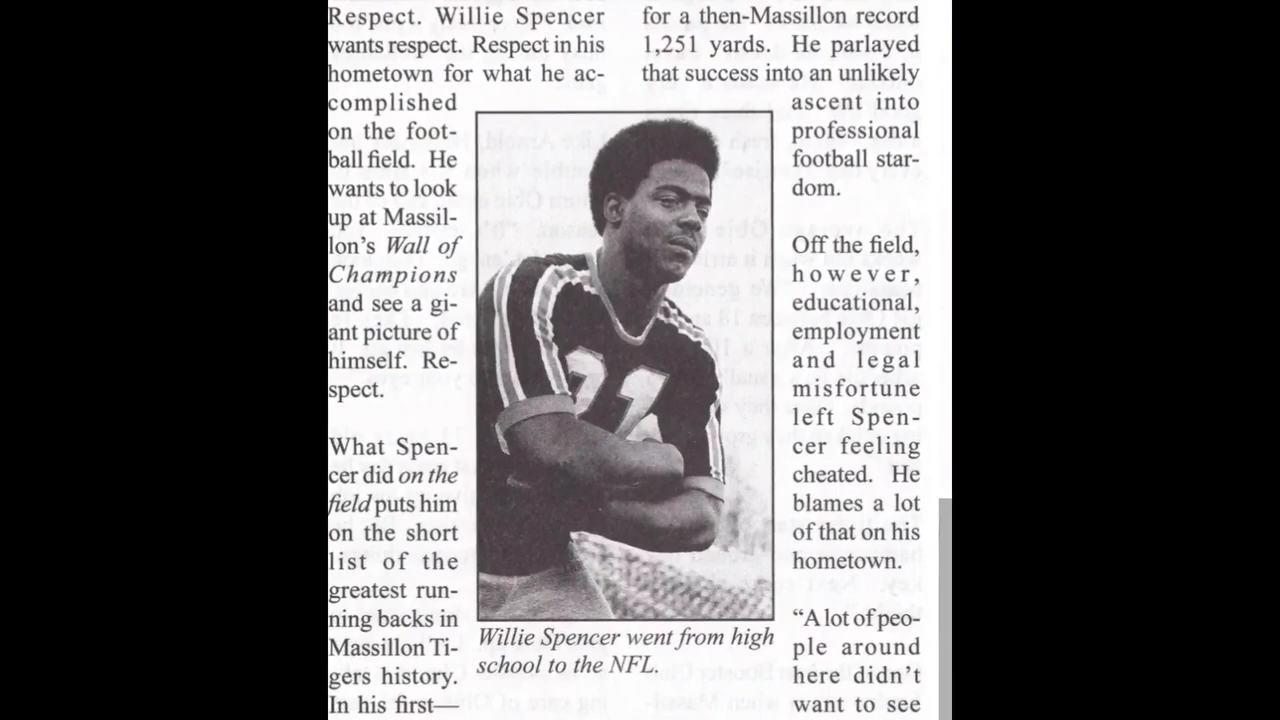 Respect. Willie Spencer
wants respect. Respect in his
hometown for what he ac-
complished
on the foot-
ball field. He
wants to look
up at Massil-
lon's Wall of
Champions
and see a gi-
ant picture of
himself. Re-
spect.
What Spen-
cer did on the
field puts him
on the short
list of the
greatest run-
ning backs in
Massillon Ti-
gers history.
In his first—
Willie Spencer went from high
school to the NFL.
for a then-Massillon record
1,251 yards. He parlayed
that success into an unlikely
ascent into
professional
football star-
dom.
Off the field,
however,
educational,
employment
and legal
misfortune
left Spen-
cer feeling
cheated. He
blames a lot
of that on his
hometown.
“A lot of peo-
ple around
here didn't
want to see